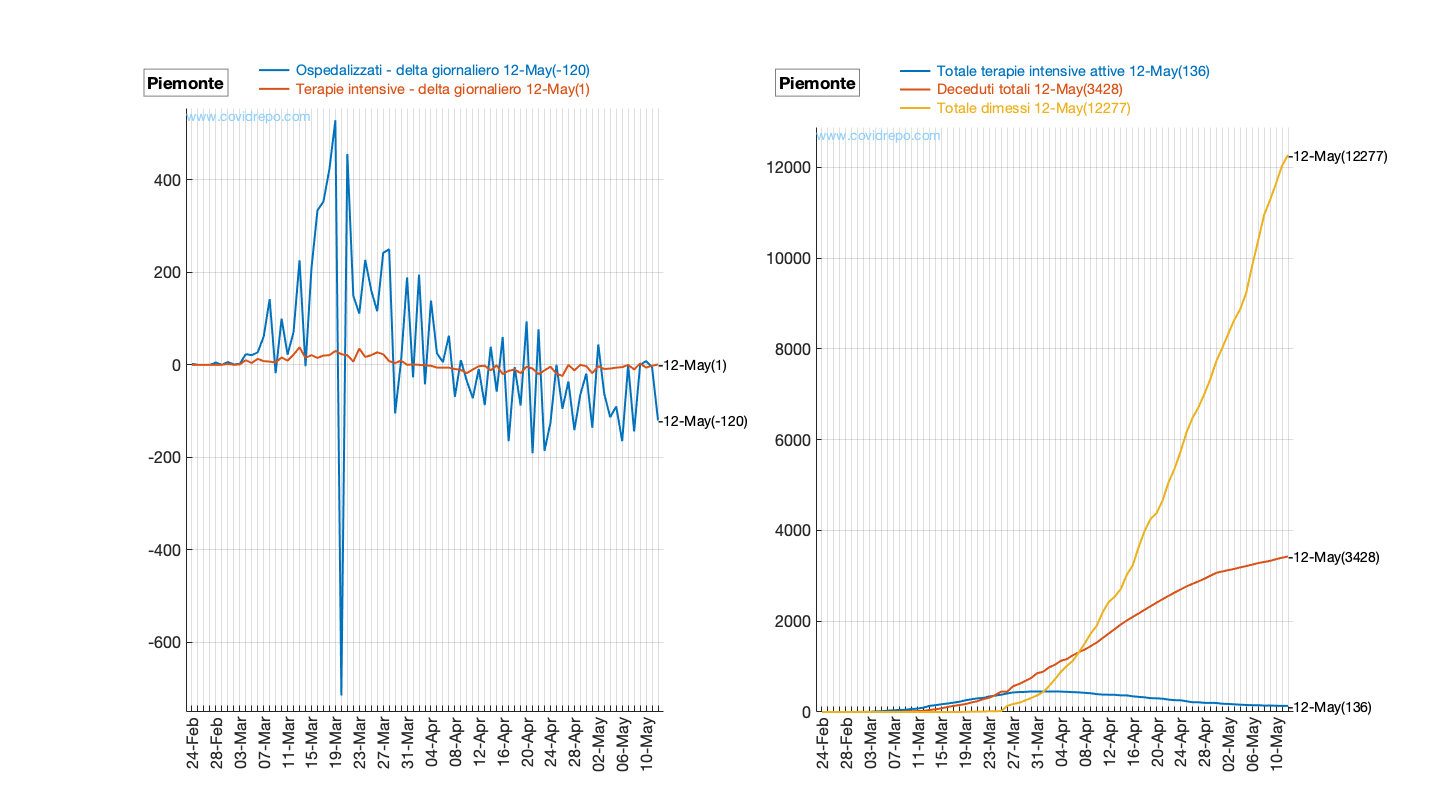 Piemonte
Ospedalizzati - delta giornaliero 12-May(-120)
Terapie intensive - delta giornaliero 12-May(1)
www.covidrepo.com
400
200
0
-200
-400
-600
12-May(1)
12-May(-120)
24-Feb
28-Feb
03-Mar
07-Mar
11-Mar
15-Mar
19-Mar
23-Mar
27-Mar
31-Mar
04-Apr
08-Apr
12-Apr
16-Apr
20-Apr
24-Apr
28-Apr
02-May
06-May
10-May
Piemonte
Totale terapie intensive attive 12-May(136)
Deceduti totali 12-May(3428)
Totale dimessi 12-May(12277)
www.covidrepo.com
12000
10000
8000
6000
4000
2000
0
12-May(12277)
12-May(3428)
12-May(136)
24-Feb
28-Feb
03-Mar
07-Mar
11-Mar
15-Mar
19-Mar
23-Mar
27-Mar
31-Mar
04-Apr
08-Apr
12-Apr
16-Apr
20-Apr
24-Apr
28-Apr
02-May
06-May
10-May